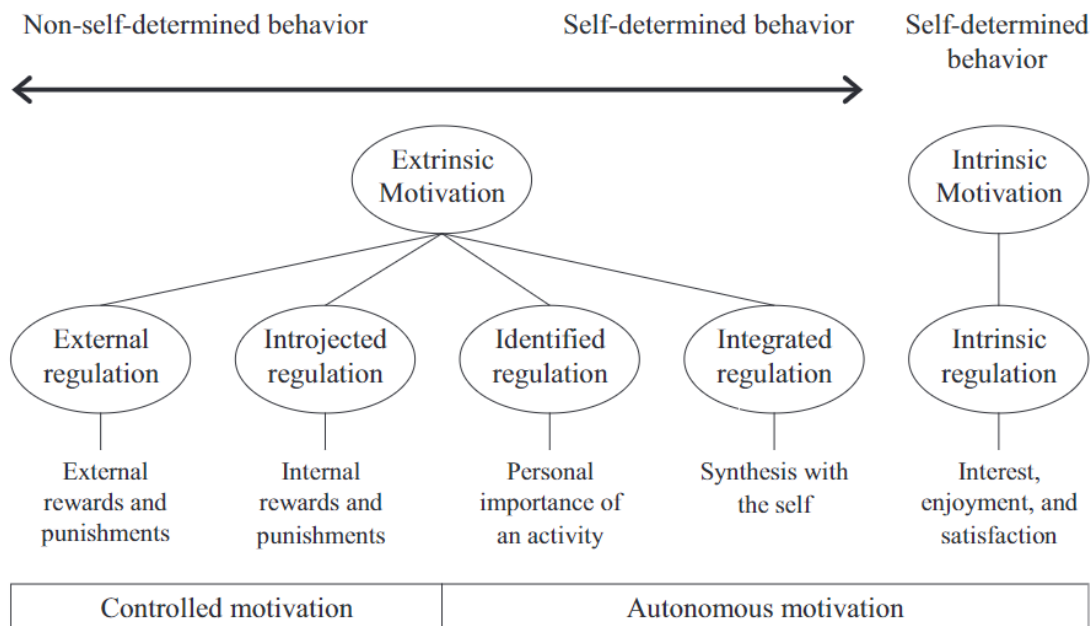 Non-self-determined behavior
Self-determined behavior
Self-determined
behavior
Extrinsic
Motivation
Intrinsic
Motivation
External
regulation
Introjected
regulation
Identified
regulation
Integrated
regulation
Intrinsic
regulation
External
rewards and
punishments
Internal
rewards and
punishments
Personal
importance of
an activity
Synthesis with
the self
Interest,
enjoyment, and
satisfaction
Controlled motivation
Autonomous motivation